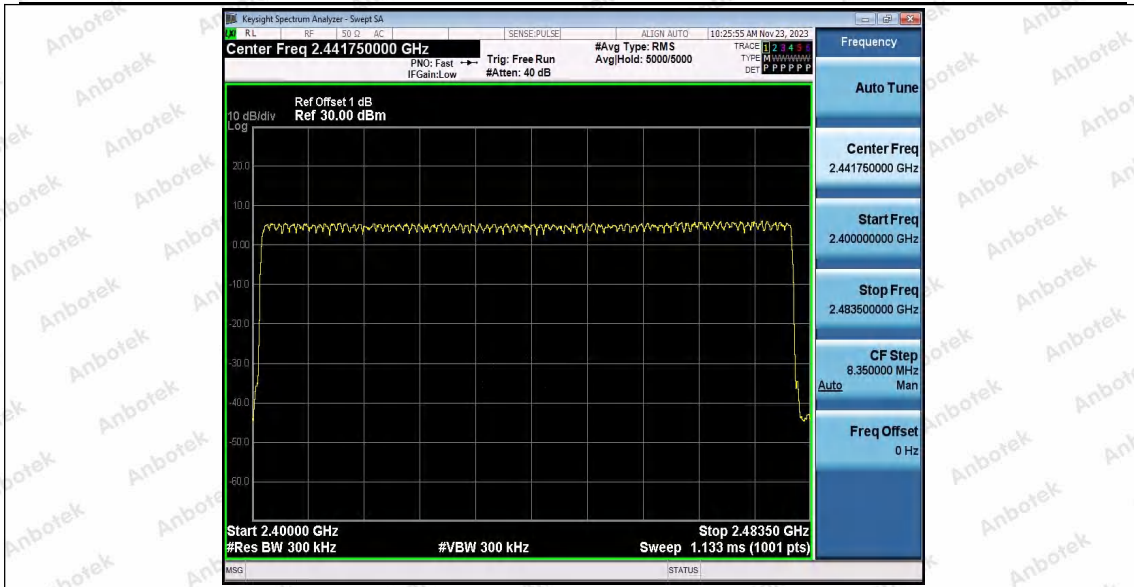 Keysight Spectrum Analyzer - Swept SA
RL RF 50 Ω AC SENSE:PULSE ALIGN AUTO 10:25:55 AM Nov 23, 2023
Center Freq 2.441750000 GHz
PNO: Fast
IFGain:Low
Trig: Free Run
#Atten: 40 dB
#Avg Type: RMS
Avg|Hold: 5000/5000
TRACE 1 2 3 4 5 6
TYPE M WWWWW
DET P P P P P P
Ref Offset 1 dB
10 dB/div Ref 30.00 dBm
Log
20.0
10.0
0.00
-10.0
-20.0
-30.0
-40.0
-50.0
-60.0
Start 2.40000 GHz Stop 2.48350 GHz
#Res BW 300 kHz #VBW 300 kHz Sweep 1.133 ms (1001 pts)
MSG STATUS
Frequency
Auto Tune
Center Freq
2.441750000 GHz
Start Freq
2.400000000 GHz
Stop Freq
2.483500000 GHz
CF Step
8.350000 MHz
Auto Man
Freq Offset
0 Hz
Anbotek